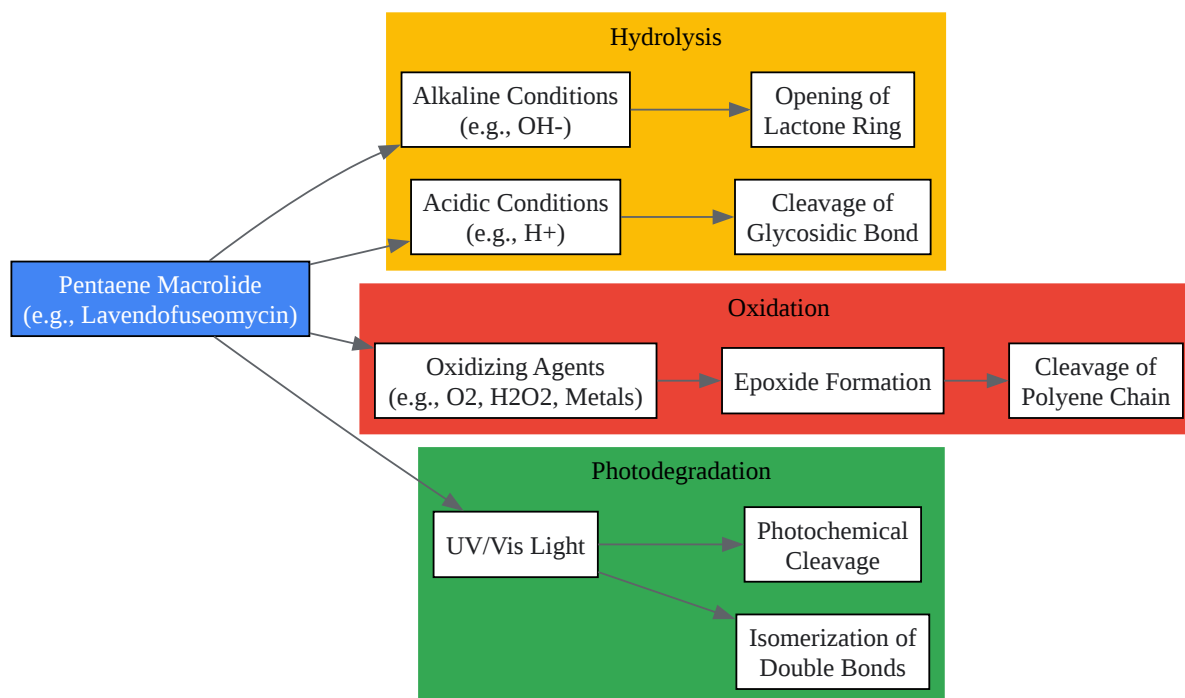 Hydrolysis
Alkaline Conditions
(e.g., OH-)
Opening of
Lactone Ring
Acidic Conditions
(e.g., H+)
Cleavage of
Glycosidic Bond
Pentaene Macrolide
(e.g., Lavendofuseomycin)
Oxidation
Oxidizing Agents
(e.g., O2, H2O2, Metals)
Epoxide Formation
Cleavage of
Polyene Chain
Photodegradation
UV/Vis Light
Photochemical
Cleavage
Isomerization of
Double Bonds